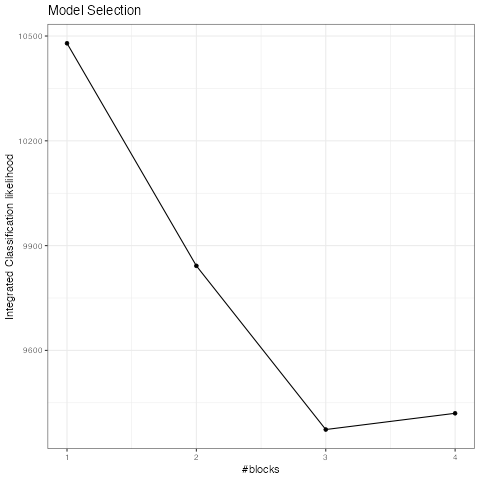 Model Selection
Integrated Classification likelihood
10500
10200
9900
9600
1 2 3 4
#blocks